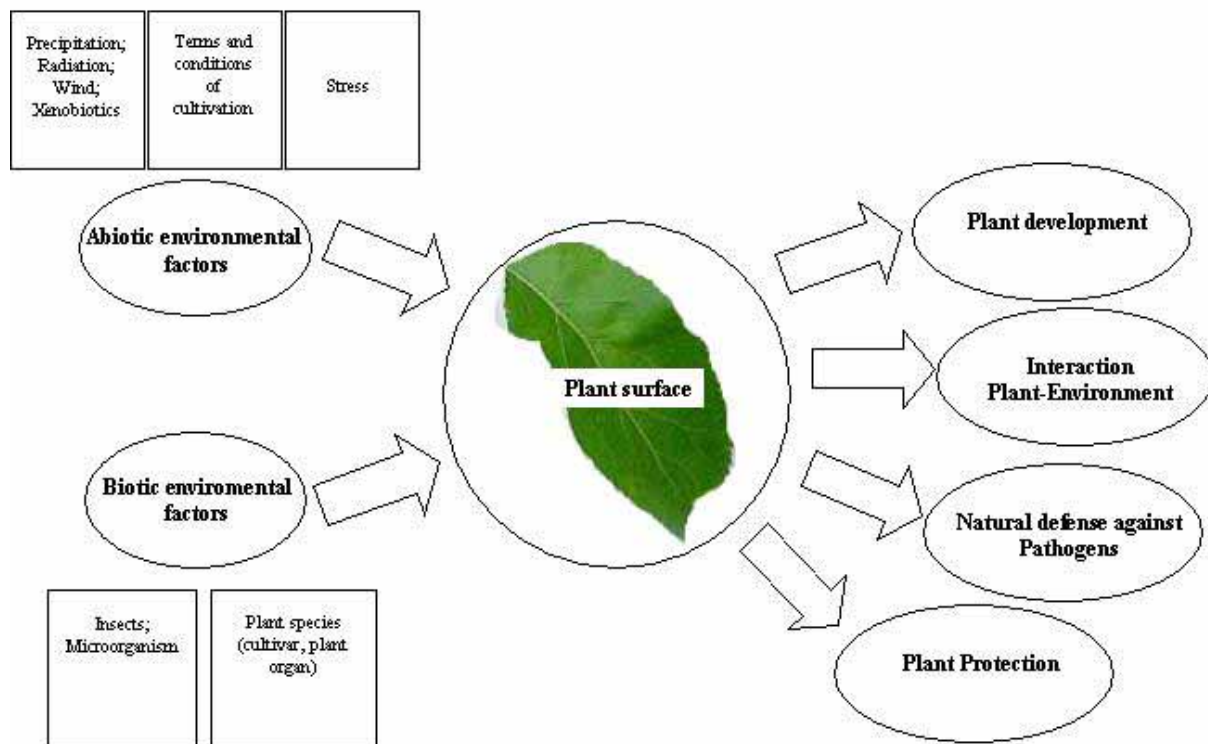 Precipitation;
Radiation;
Wind;
Xenobiotics
Terms and
conditions
of
cultivation
Stress
Abiotic environmental
factors
Plant development
Interaction
Plant-Environment
Plant surface
Biotic enviromental
factors
Natural defense against
Pathogens
Plant Protection
Insects;
Microorganism
Plant species
(cultivar, plant
organ)